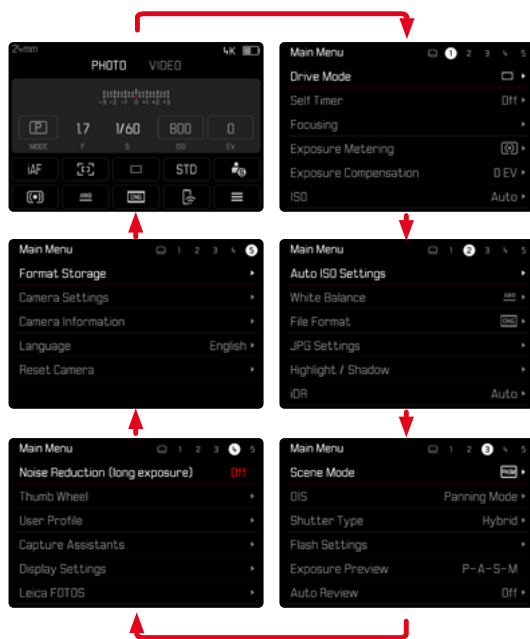 24mm 4K
PHOTO VIDEO
-3 -2 -1 0 +1 +2 +3
P 1.7 1/60 800 0
MODE F S ISO EV
iAF STD
AWB DNG
Main Menu 1 2 3 4 5
Drive Mode
Self Timer Off
Focusing
Exposure Metering
Exposure Compensation 0 EV
ISO Auto
Main Menu 1 2 3 4 5
Format Storage
Camera Settings
Camera Information
Language English
Reset Camera
Main Menu 1 2 3 4 5
Auto ISO Settings
White Balance AWB
File Format DNG
JPG Settings
Highlight / Shadow
iDR Auto
Main Menu 1 2 3 4 5
Noise Reduction (long exposure) Off
Thumb Wheel
User Profile
Capture Assistants
Display Settings
Leica FOTOS
Main Menu 1 2 3 4 5
Scene Mode PASM
OIS Panning Mode
Shutter Type Hybrid
Flash Settings
Exposure Preview P-A-S-M
Auto Review Off